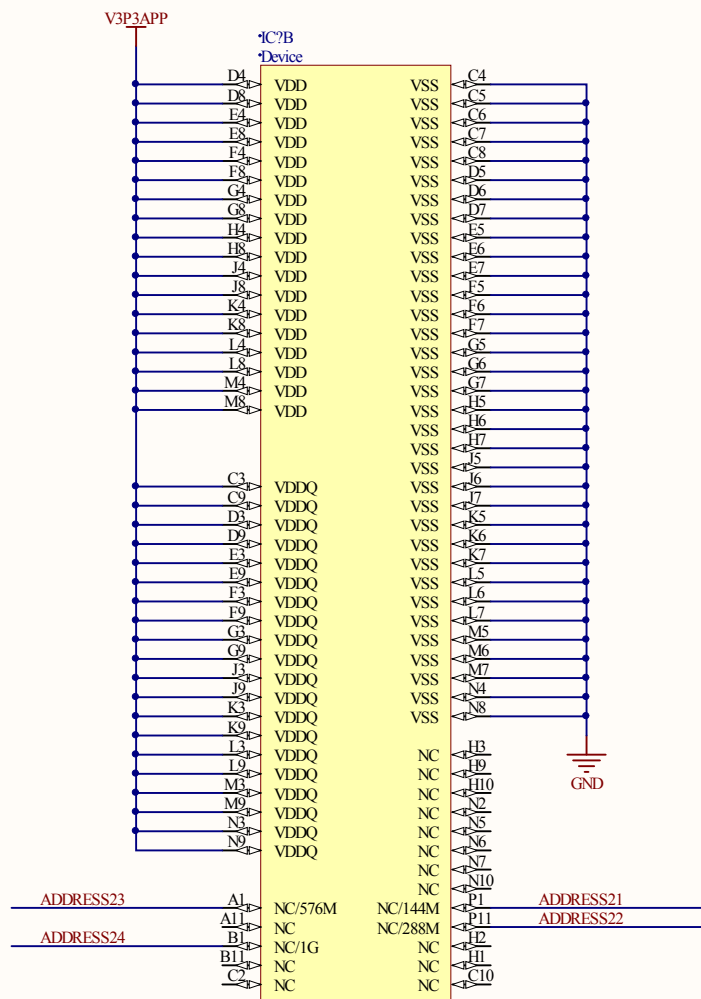 V3P3APP
*IC?B
*Device
D4 VDD VSS C4
D8 VDD VSS C5
E4 VDD VSS C6
E8 VDD VSS C7
F4 VDD VSS C8
F8 VDD VSS D5
G4 VDD VSS D6
G8 VDD VSS D7
H4 VDD VSS E5
H8 VDD VSS E6
J4 VDD VSS E7
J8 VDD VSS F5
K4 VDD VSS F6
K8 VDD VSS F7
L4 VDD VSS G5
L8 VDD VSS G6
M4 VDD VSS G7
M8 VDD VSS H5
VSS H6
VSS H7
VSS J5
C3 VDDQ VSS J6
C9 VDDQ VSS J7
D3 VDDQ VSS K5
D9 VDDQ VSS K6
E3 VDDQ VSS K7
E9 VDDQ VSS L5
F3 VDDQ VSS L6
F9 VDDQ VSS L7
G3 VDDQ VSS M5
G9 VDDQ VSS M6
J3 VDDQ VSS M7
J9 VDDQ VSS N4
K3 VDDQ VSS N8
K9 VDDQ
L3 VDDQ NC H3
L9 VDDQ NC H9
M3 VDDQ NC H10
M9 VDDQ NC N2
N3 VDDQ NC N5
N9 VDDQ NC N6
NC N7
NC N10
GND
ADDRESS23 A1 NC/576M NC/144M P1 ADDRESS21
A11 NC NC/288M P11 ADDRESS22
ADDRESS24 B1 NC/1G NC H2
B11 NC NC H1
C2 NC NC C10